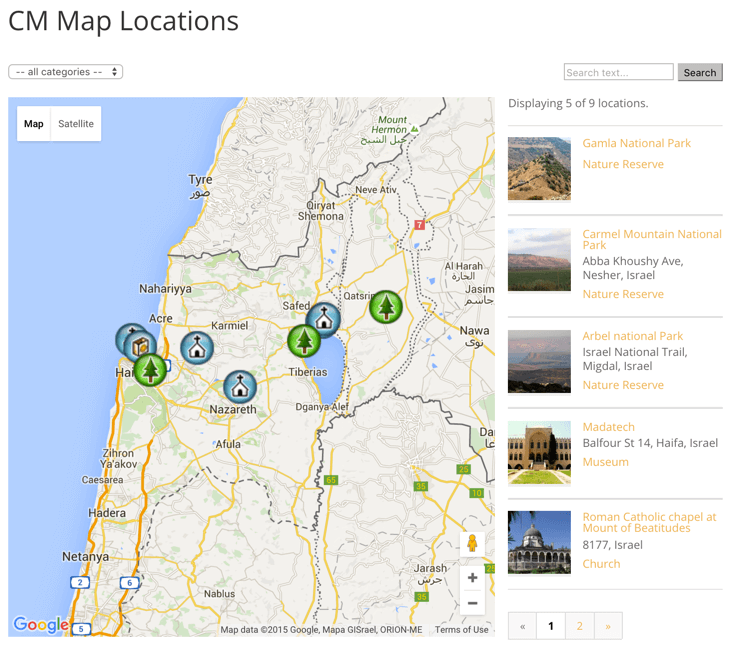 CM Map Locations
-- all categories --
Search text...
Search
Displaying 5 of 9 locations.
Map
Satellite
Mount
Hermon
جبل الشيخ
Tyre
صور
Neve Ativ
Qiryat
Shemona
7
Al Harah
الحارة
Jasim
جاسم
Nahariyya
Safed
Qatsrin
Acre
Karmiel
Nawa
نوى
Hai
Tiberias
Nazareth
Dganya Alef
Afula
Zihron
Ya'akov
Caesarea
Hadera
65
35
25
10
Netanya
2
6
Nablus
Jarash
جرش
25
35
5
Google
Map data ©2015 Google, Mapa GISrael, ORION-ME
Terms of Use
Gamla National Park
Nature Reserve
Carmel Mountain National
Park
Abba Khoushy Ave,
Nesher, Israel
Nature Reserve
Arbel national Park
Israel National Trail,
Migdal, Israel
Nature Reserve
Madatech
Balfour St 14, Haifa, Israel
Museum
Roman Catholic chapel at
Mount of Beatitudes
8177, Israel
Church
« 1 2 »